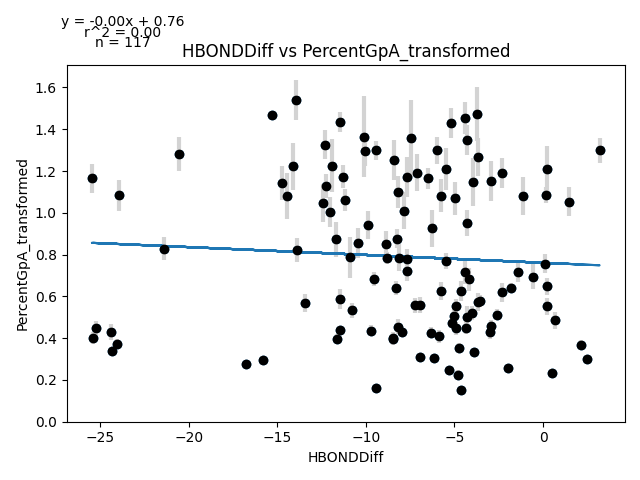 y = -0.00x + 0.76
r^2 = 0.00
n = 117
HBONDDiff vs PercentGpA_transformed
PercentGpA_transformed
1.6
1.4
1.2
1.0
0.8
0.6
0.4
0.2
0.0
−25 −20 −15 −10 −5 0
HBONDDiff